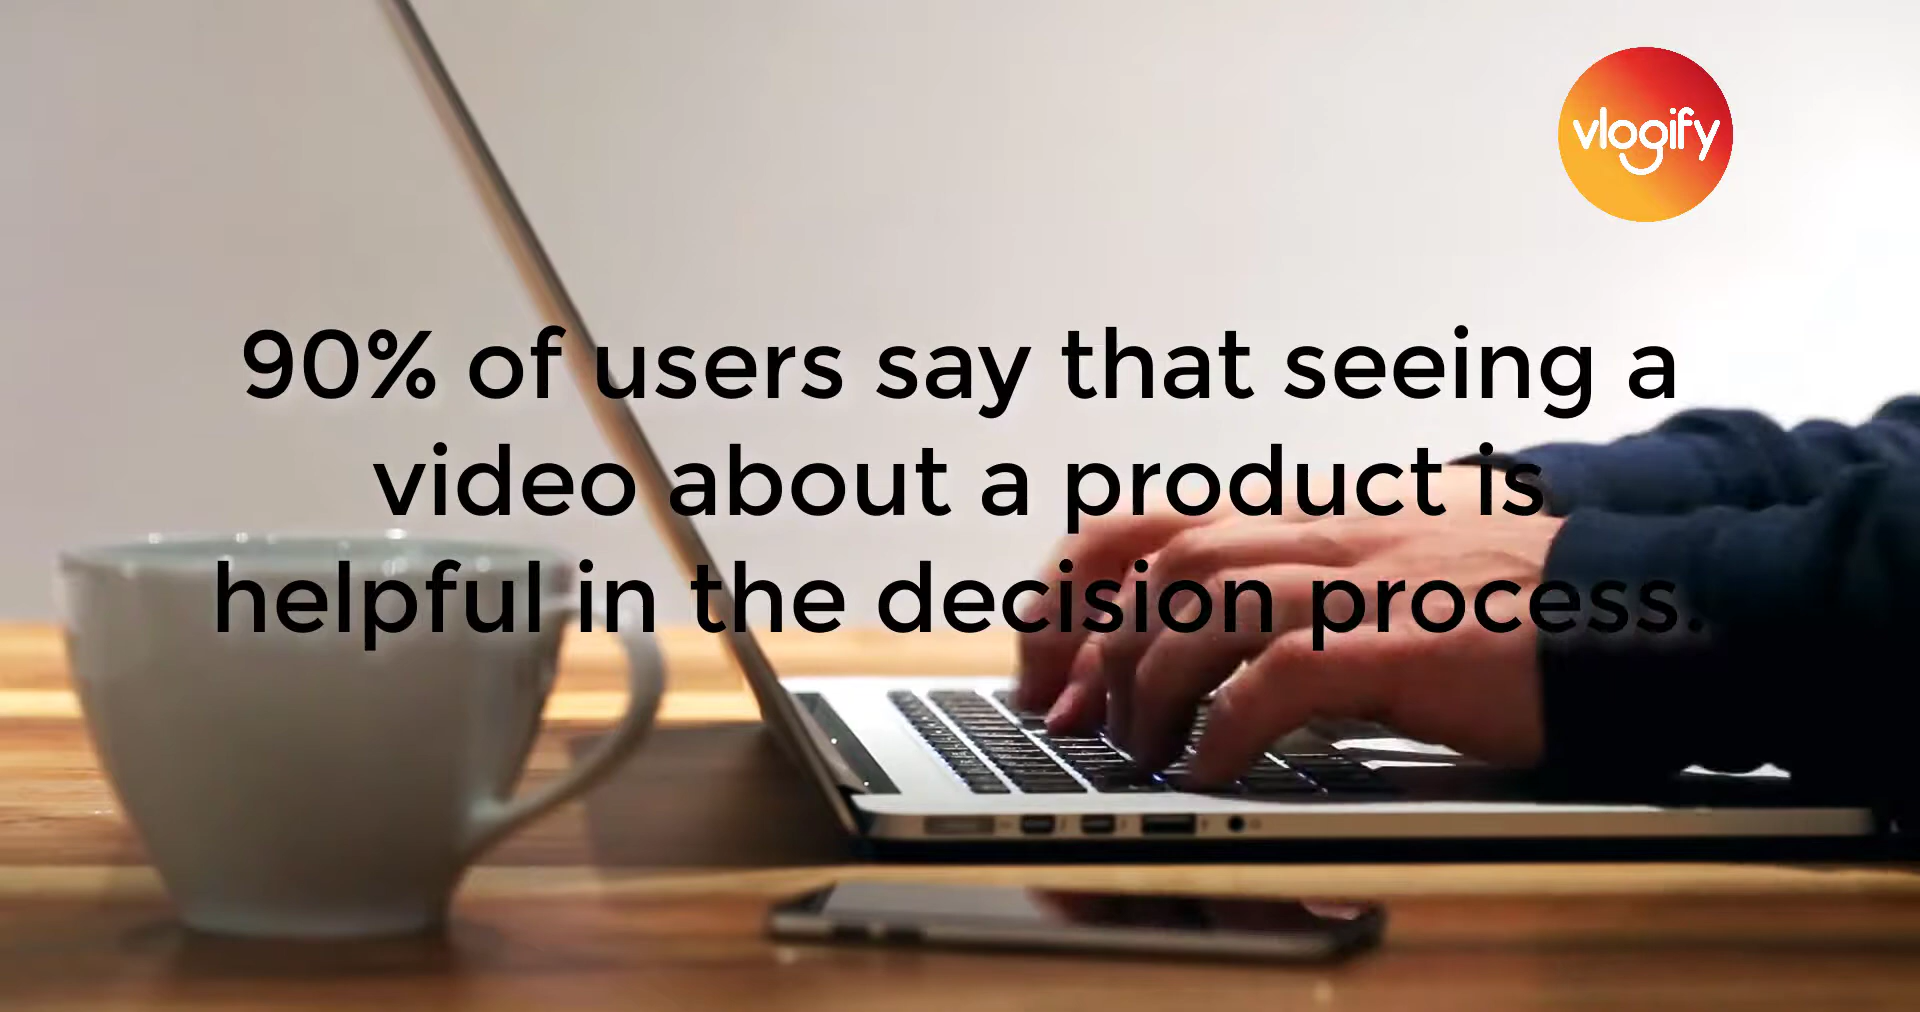 vlogify
90% of users say that seeing a
video about a product is
helpful in the decision process.